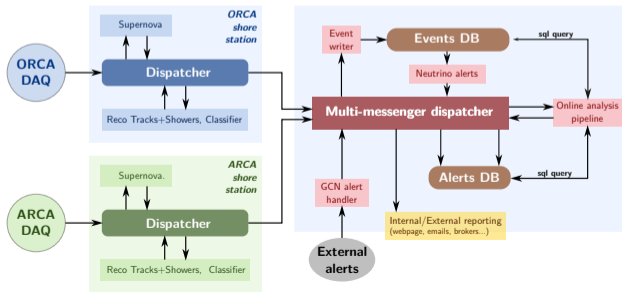 ORCA
DAQ
Supernova
ORCA
shore
station
Dispatcher
Reco Tracks+Showers, Classifier
ARCA
DAQ
Supernova.
ARCA
shore
station
Dispatcher
Reco Tracks+Showers, Classifier
Event
writer
Events DB
sql query
Neutrino alerts
Multi-messenger dispatcher
Online analysis
pipeline
GCN alert
handler
Alerts DB
sql query
Internal/External reporting
(webpage, emails, brokers...)
External
alerts